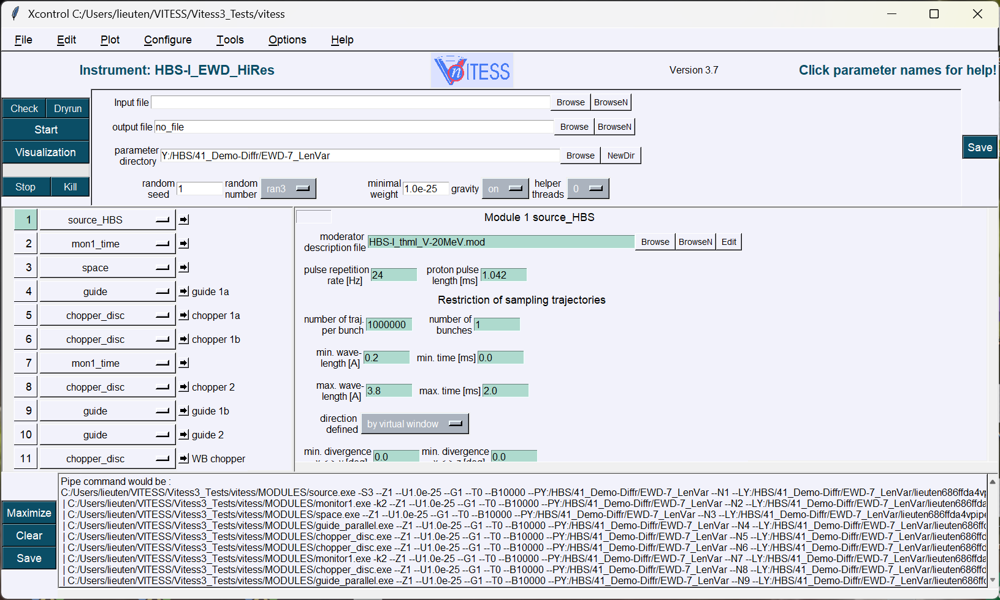 Xcontrol C:/Users/lieuten/VITESS/Vitess3_Tests/vitess
File Edit Plot Configure Tools Options Help
Instrument: HBS-I_EWD_HiRes
VnITESS
Version 3.7
Click parameter names for help!
Check Dryrun
Start
Visualization
Stop Kill
Input file Browse BrowseN
output file no_file Browse BrowseN
parameter directory Y:/HBS/41_Demo-Diffr/EWD-7_LenVar Browse NewDir
random seed 1 random number ran3 minimal weight 1.0e-25 gravity on helper threads 0
Save
1 source_HBS
2 mon1_time
3 space
4 guide guide 1a
5 chopper_disc chopper 1a
6 chopper_disc chopper 1b
7 mon1_time
8 chopper_disc chopper 2
9 guide guide 1b
10 guide guide 2
11 chopper_disc WB chopper
Module 1 source_HBS
moderator description file HBS-I_thml_V-20MeV.mod Browse BrowseN Edit
pulse repetition rate [Hz] 24 proton pulse length [ms] 1.042
Restriction of sampling trajectories
number of traj. per bunch 1000000 number of bunches 1
min. wave-length [A] 0.2 min. time [ms] 0.0
max. wave-length [A] 3.8 max. time [ms] 2.0
direction defined by virtual window
min. divergence 0.0 min. divergence 0.0
Maximize
Clear
Save
Pipe command would be :
C:/Users/lieuten/VITESS/Vitess3_Tests/vitess/MODULES/source.exe -S3 --Z1 --U1.0e-25 --G1 --T0 --B10000 --PY:/HBS/41_Demo-Diffr/EWD-7_LenVar --N1 --LY:/HBS/41_Demo-Diffr/EWD-7_LenVar/lieuten686ffda4vp
| C:/Users/lieuten/VITESS/Vitess3_Tests/vitess/MODULES/monitor1.exe -k2 --Z1 --U1.0e-25 --G1 --T0 --B10000 --PY:/HBS/41_Demo-Diffr/EWD-7_LenVar --N2 --LY:/HBS/41_Demo-Diffr/EWD-7_LenVar/lieuten686ffda
| C:/Users/lieuten/VITESS/Vitess3_Tests/vitess/MODULES/space.exe --Z1 --U1.0e-25 --G1 --T0 --B10000 --PY:/HBS/41_Demo-Diffr/EWD-7_LenVar --N3 --LY:/HBS/41_Demo-Diffr/EWD-7_LenVar/lieuten686ffda4vpipe
| C:/Users/lieuten/VITESS/Vitess3_Tests/vitess/MODULES/guide_parallel.exe --Z1 --U1.0e-25 --G1 --T0 --B10000 --PY:/HBS/41_Demo-Diffr/EWD-7_LenVar --N4 --LY:/HBS/41_Demo-Diffr/EWD-7_LenVar/lieuten686ffd
| C:/Users/lieuten/VITESS/Vitess3_Tests/vitess/MODULES/chopper_disc.exe --Z1 --U1.0e-25 --G1 --T0 --B10000 --PY:/HBS/41_Demo-Diffr/EWD-7_LenVar --N5 --LY:/HBS/41_Demo-Diffr/EWD-7_LenVar/lieuten686ff
| C:/Users/lieuten/VITESS/Vitess3_Tests/vitess/MODULES/chopper_disc.exe --Z1 --U1.0e-25 --G1 --T0 --B10000 --PY:/HBS/41_Demo-Diffr/EWD-7_LenVar --N6 --LY:/HBS/41_Demo-Diffr/EWD-7_LenVar/lieuten686ff
| C:/Users/lieuten/VITESS/Vitess3_Tests/vitess/MODULES/monitor1.exe -k2 --Z1 --U1.0e-25 --G1 --T0 --B10000 --PY:/HBS/41_Demo-Diffr/EWD-7_LenVar --N7 --LY:/HBS/41_Demo-Diffr/EWD-7_LenVar/lieuten686ffda
| C:/Users/lieuten/VITESS/Vitess3_Tests/vitess/MODULES/chopper_disc.exe --Z1 --U1.0e-25 --G1 --T0 --B10000 --PY:/HBS/41_Demo-Diffr/EWD-7_LenVar --N8 --LY:/HBS/41_Demo-Diffr/EWD-7_LenVar/lieuten686ff
| C:/Users/lieuten/VITESS/Vitess3_Tests/vitess/MODULES/guide_parallel.exe --Z1 --U1.0e-25 --G1 --T0 --B10000 --PY:/HBS/41_Demo-Diffr/EWD-7_LenVar --N9 --LY:/HBS/41_Demo-Diffr/EWD-7_LenVar/lieuten686ffd